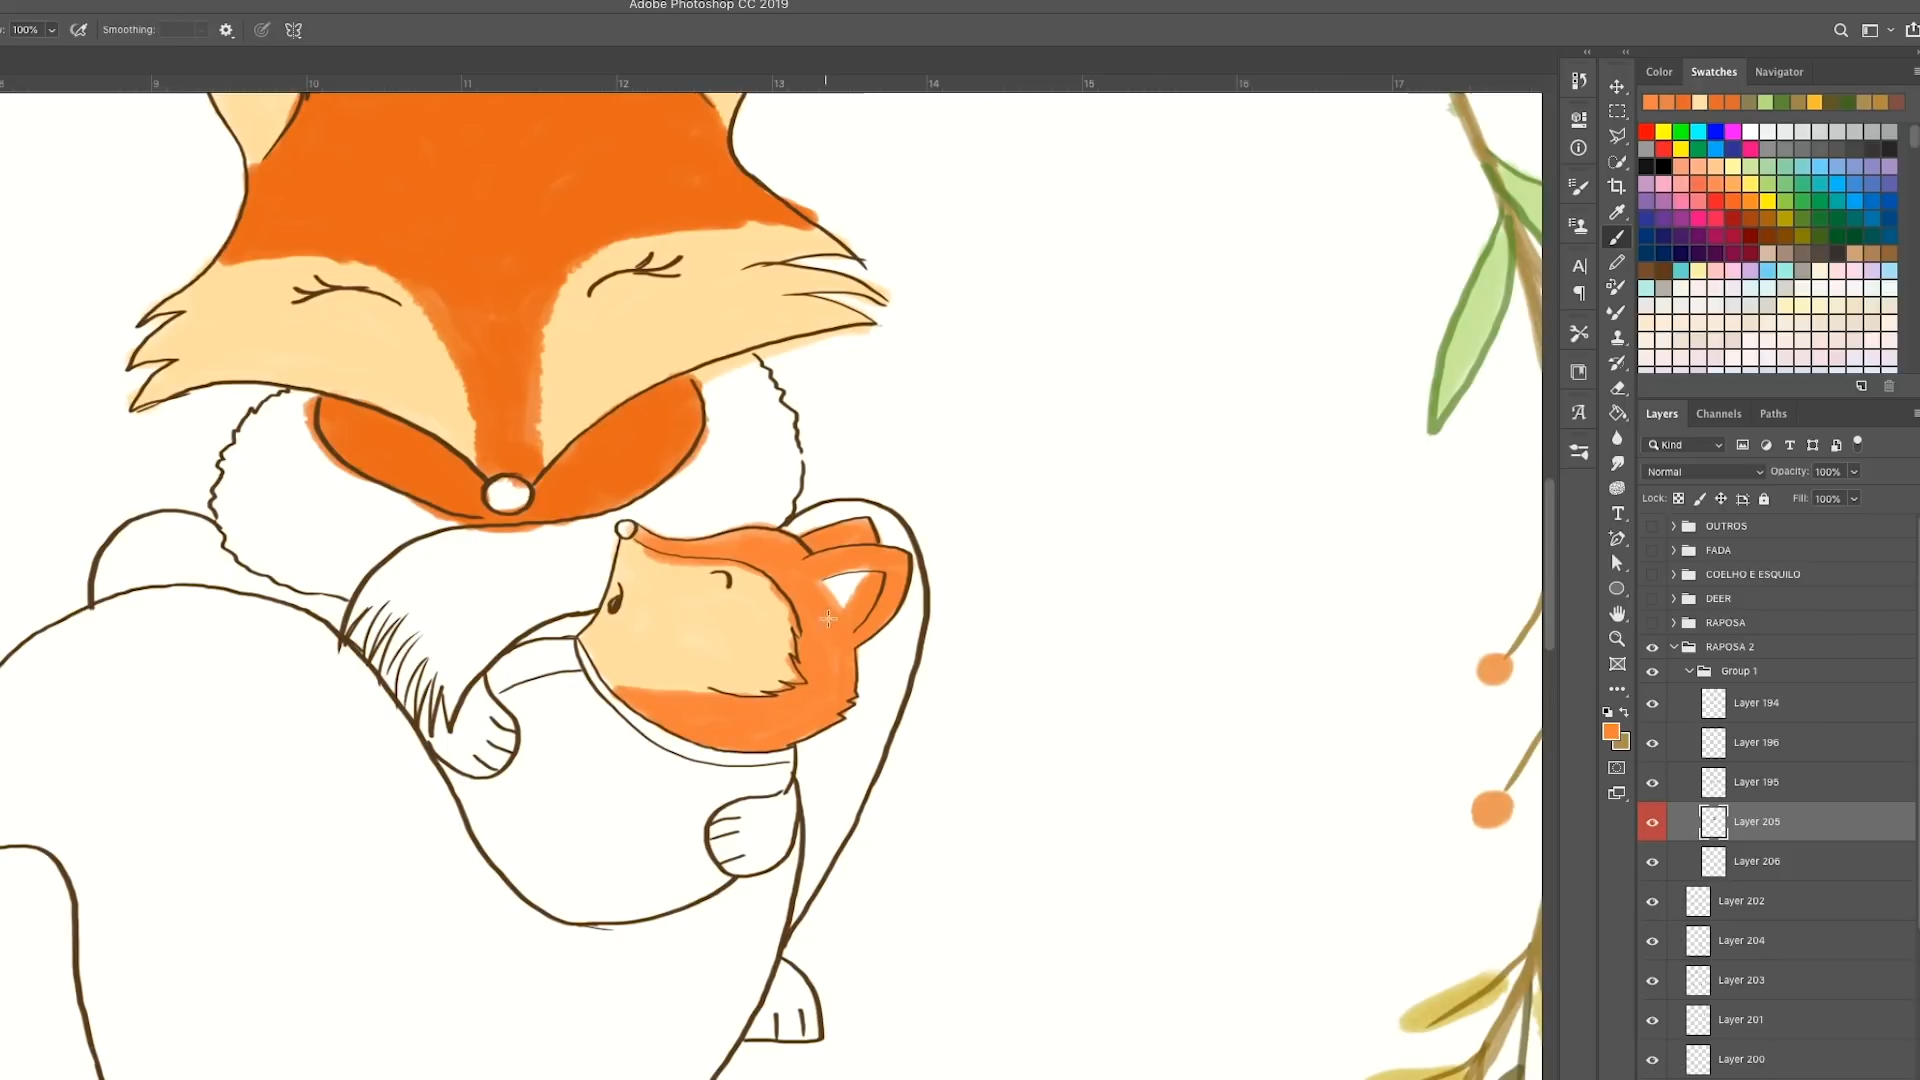 Adobe Photoshop CC 2019
100%
Smoothing:
9 10 11 12 13 14 15 16 17
Color Swatches Navigator
Layers Channels Paths
Kind
Normal Opacity: 100%
Lock: Fill: 100%
OUTROS
FADA
COELHO E ESQUILO
DEER
RAPOSA
RAPOSA 2
Group 1
Layer 194
Layer 196
Layer 195
Layer 205
Layer 206
Layer 202
Layer 204
Layer 203
Layer 201
Layer 200